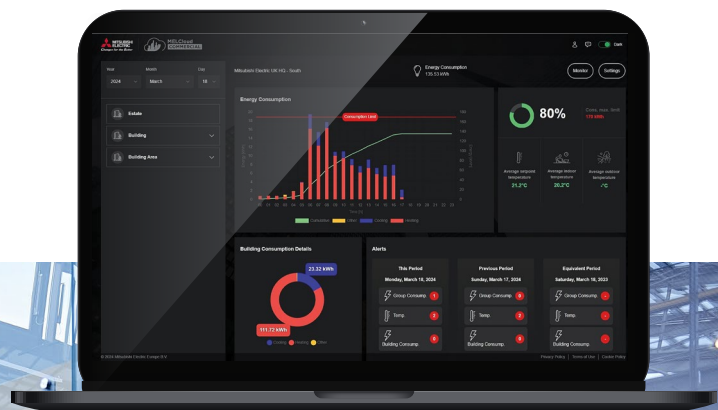 MITSUBISHI
ELECTRIC
Changes for the Better
MELCloud
COMMERCIAL
Dark
Year
Month
Day
2024
March
18
Mitsubishi Electric UK HQ - South
Energy Consumption
135.53 kWh
Monitor
Settings
Estate
Building
Building Area
Energy Consumption
Consumption Limit
Consumption
Other
Cooling
Heating
80%
Cons. max. limit
Average setpoint
temperature
21.2°C
Average indoor
temperature
20.2°C
Average outdoor
temperature
-°C
Building Consumption Details
23.32 kWh
111.72 kWh
Cooling
Heating
Other
Alerts
This Period
Monday, March 18, 2024
Group Consump.
1
Temp.
Building Consump.
Previous Period
Sunday, March 17, 2024
Group Consump.
Temp.
2
Building Consump.
Equivalent Period
Saturday, March 18, 2023
Group Consump.
-
Temp.
-
Building Consump.
-
© 2024 Mitsubishi Electric Europe B.V.
Privacy Policy | Terms of Use | Cookie Policy